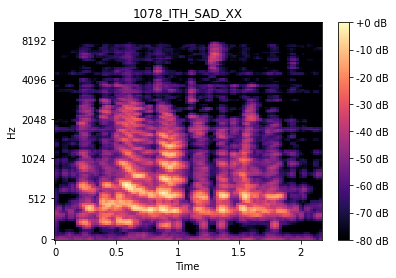 1078_ITH_SAD_XX
Hz
8192
4096
2048
1024
512
0
0 0.5 1 1.5 2
Time
+0 dB
-10 dB
-20 dB
-30 dB
-40 dB
-50 dB
-60 dB
-70 dB
-80 dB